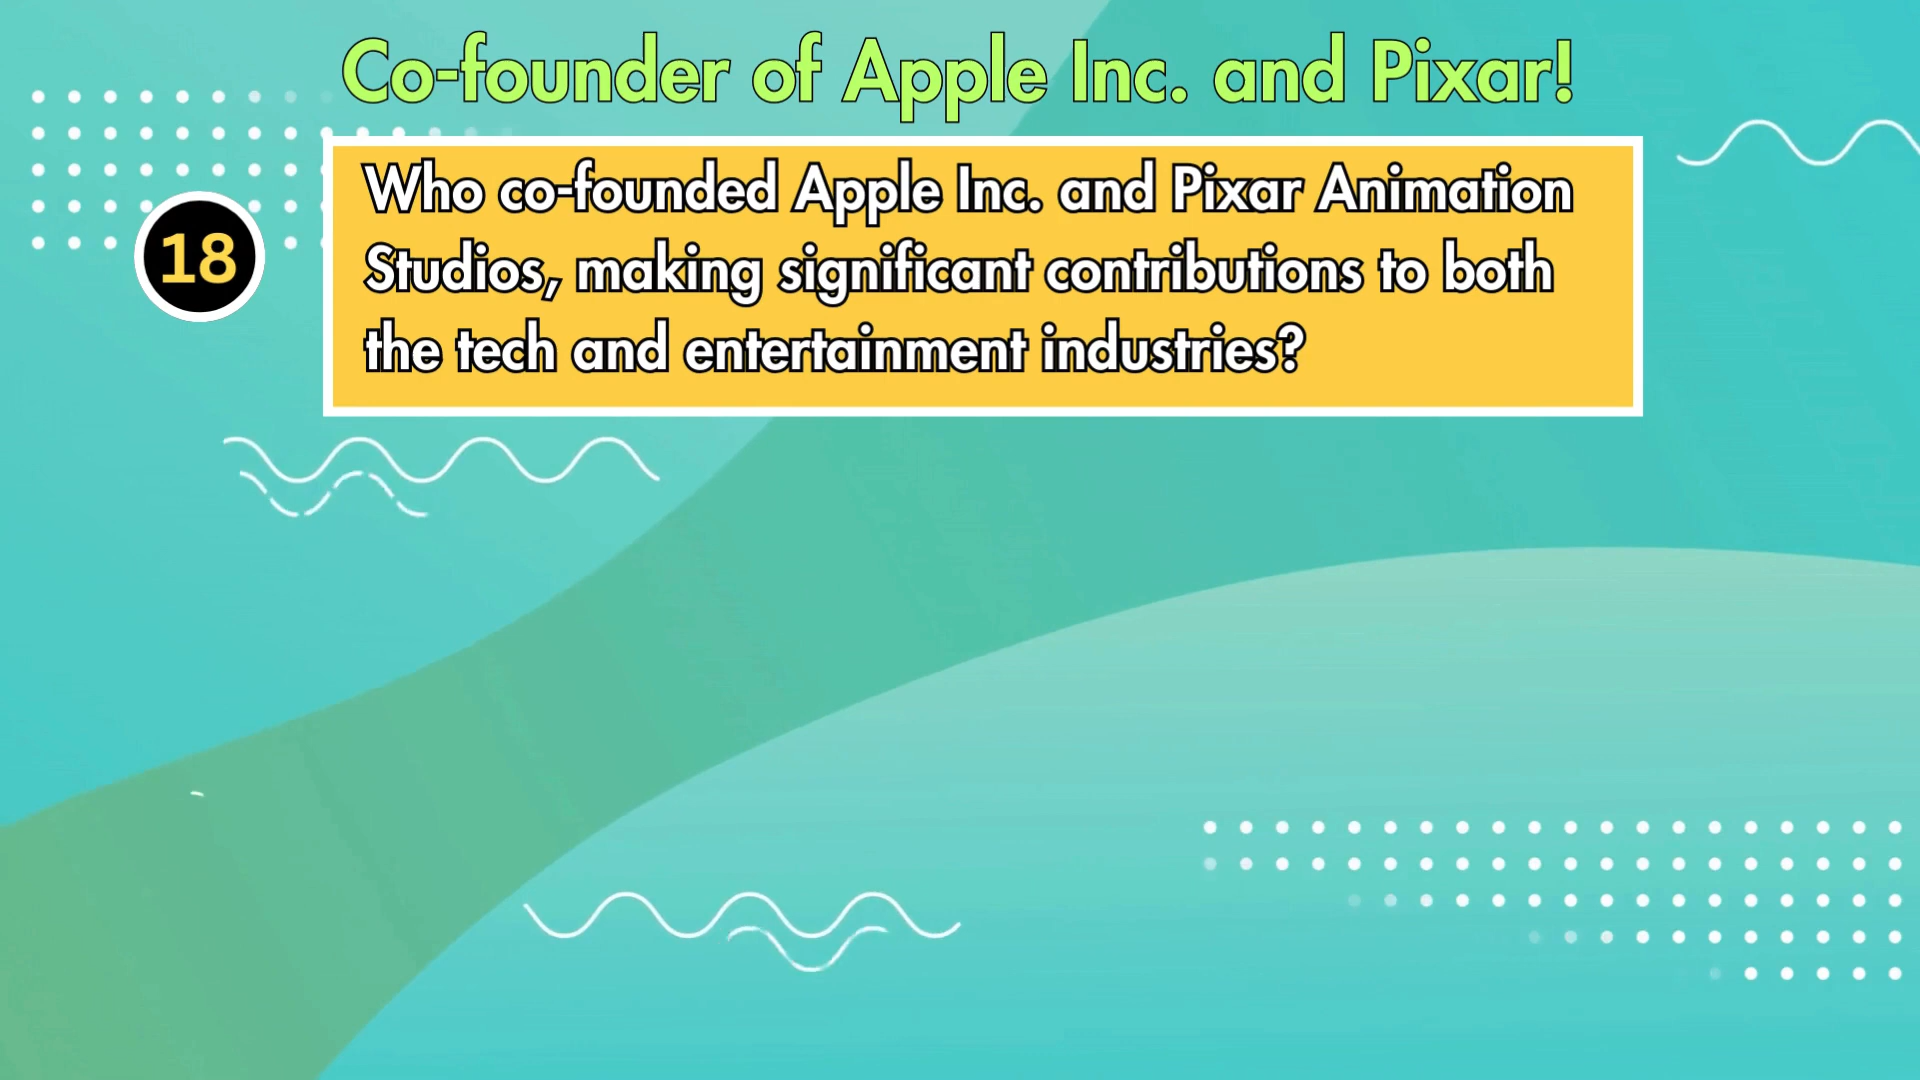 Co-founder of Apple Inc. and Pixar!
Who co-founded Apple Inc. and Pixar Animation
18
Studios, making significant contributions to both
the tech and entertainment industries?